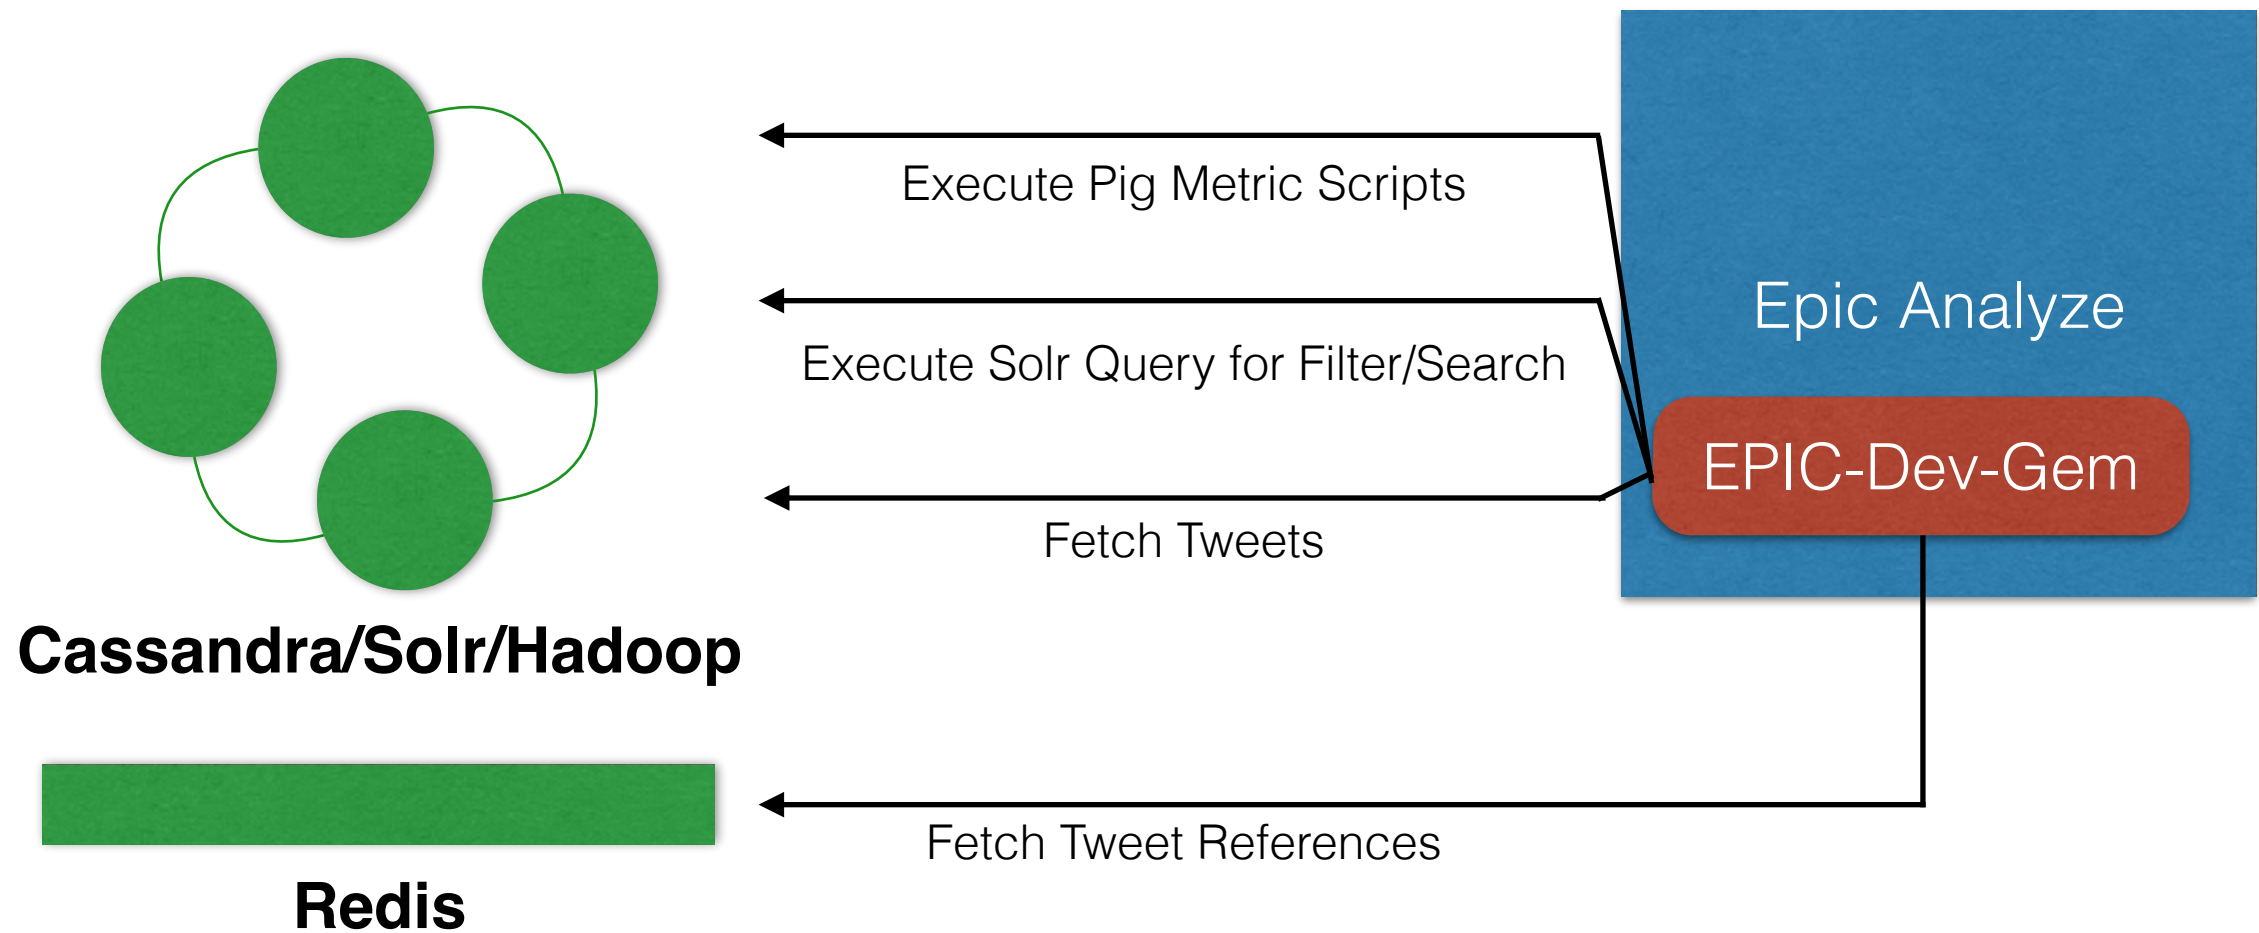 Execute Pig Metric Scripts
Epic Analyze
Execute Solr Query for Filter/Search
EPIC-Dev-Gem
Fetch Tweets
Cassandra/Solr/Hadoop
Fetch Tweet References
Redis